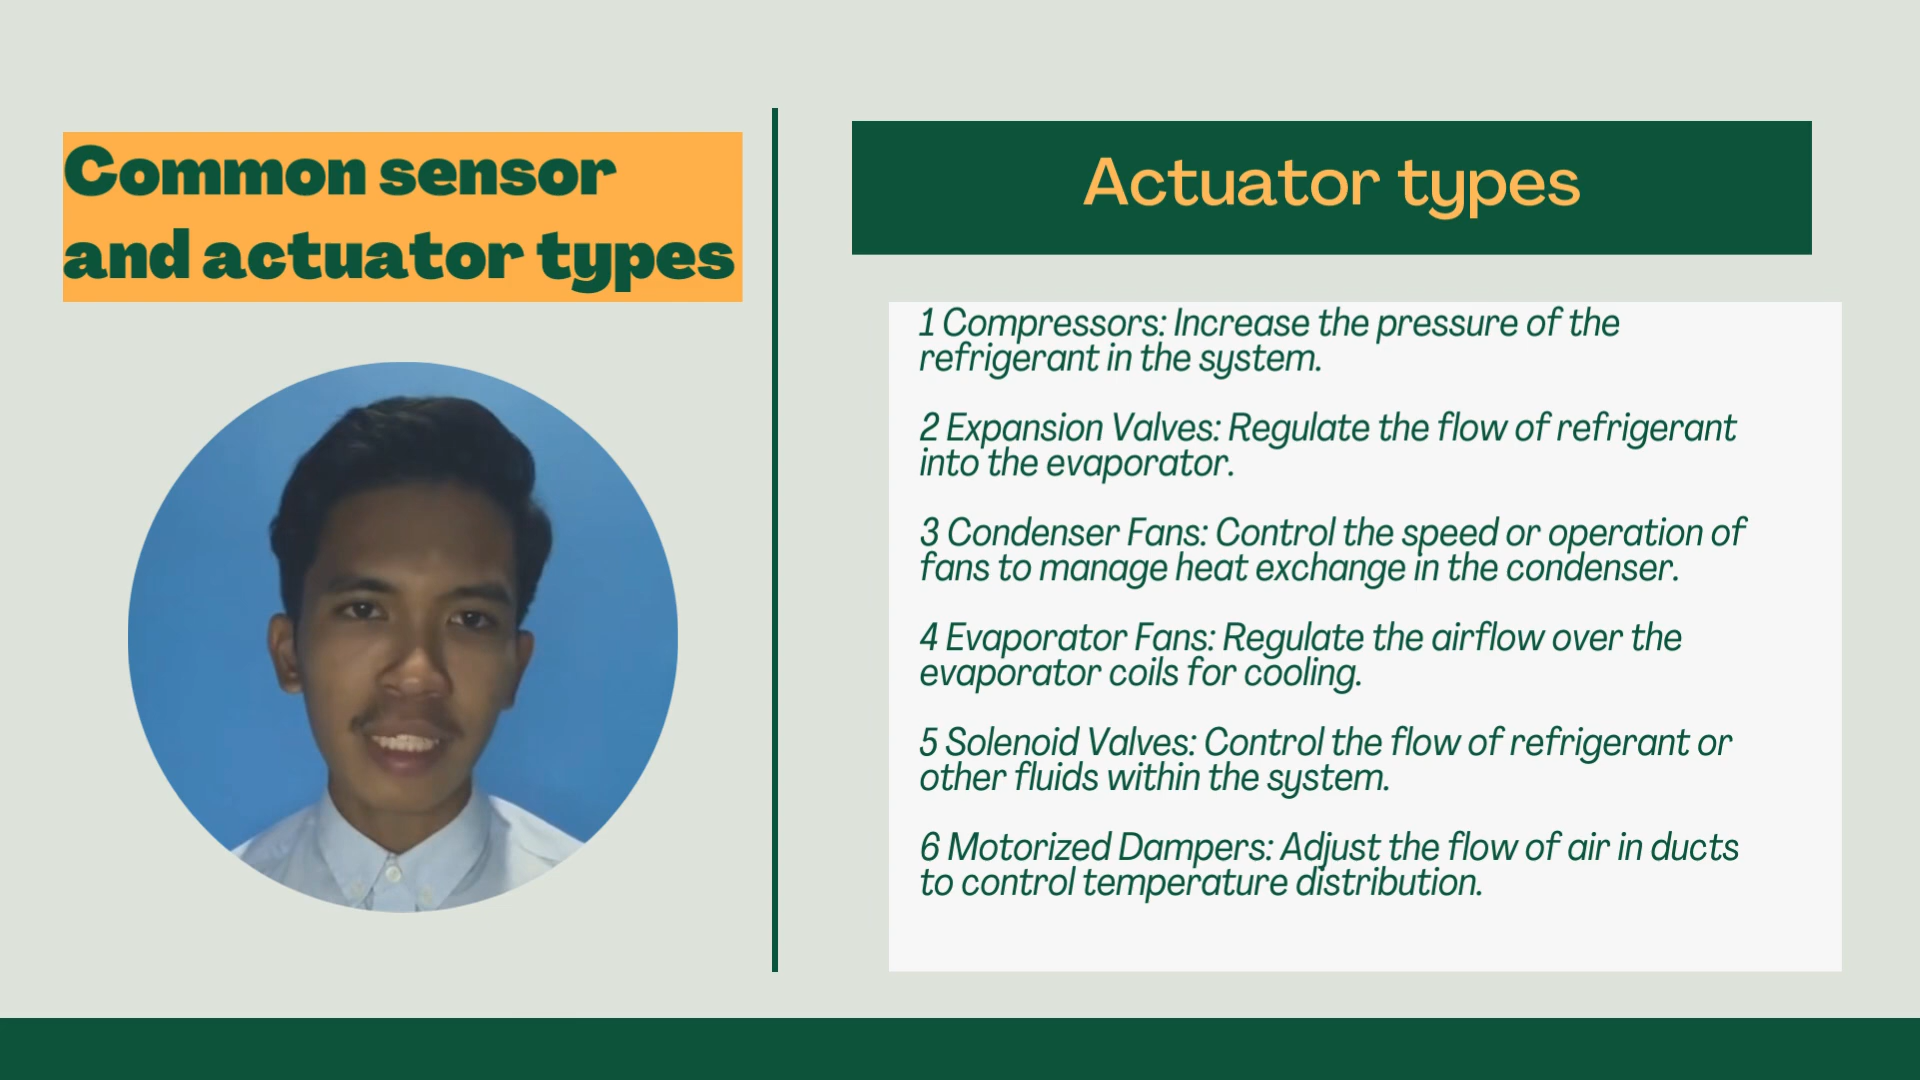 Common sensor
and actuator types
Actuator types
1 Compressors: Increase the pressure of the
refrigerant in the system.
2 Expansion Valves: Regulate the flow of refrigerant
into the evaporator.
3 Condenser Fans: Control the speed or operation of
fans to manage heat exchange in the condenser.
4 Evaporator Fans: Regulate the airflow over the
evaporator coils for cooling.
5 Solenoid Valves: Control the flow of refrigerant or
other fluids within the system.
6 Motorized Dampers: Adjust the flow of air in ducts
to control temperature distribution.